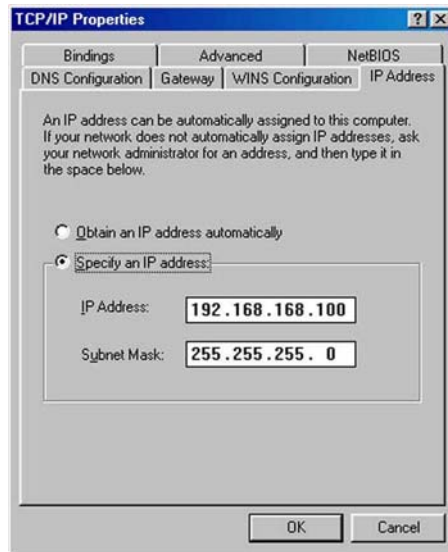 TCP/IP Properties
Bindings Advanced NetBIOS
DNS Configuration Gateway WINS Configuration IP Address
An IP address can be automatically assigned to this computer.
If your network does not automatically assign IP addresses, ask
your network administrator for an address, and then type it in
the space below.
Obtain an IP address automatically
Specify an IP address:
IP Address: 192.168.168.100
Subnet Mask: 255.255.255. 0
OK Cancel